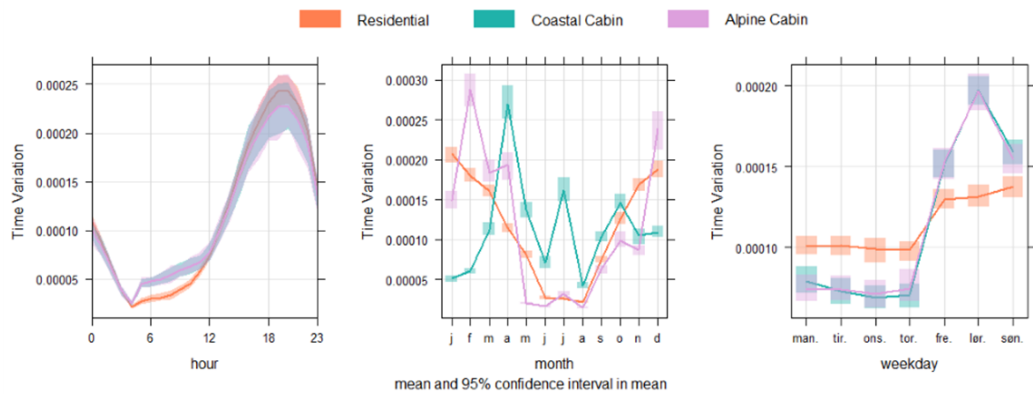 Residential Coastal Cabin Alpine Cabin
0.00025
0.00020
0.00015
0.00010
0.00005
Time Variation
0 6 12 18 23
hour
0.00030
0.00025
0.00020
0.00015
0.00010
0.00005
Time Variation
j f m a m j j a s o n d
month
mean and 95% confidence interval in mean
0.00020
0.00015
0.00010
Time Variation
man. tir. ons. tor. fre. lør. søn.
weekday